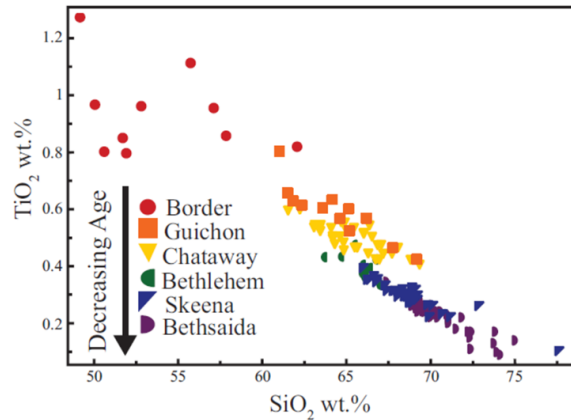 TiO2 wt.%
1.2
1
0.8
0.6
0.4
0.2
Decreasing Age
Border
Guichon
Chataway
Bethlehem
Skeena
Bethsaida
50 55 60 65 70 75
SiO2 wt.%